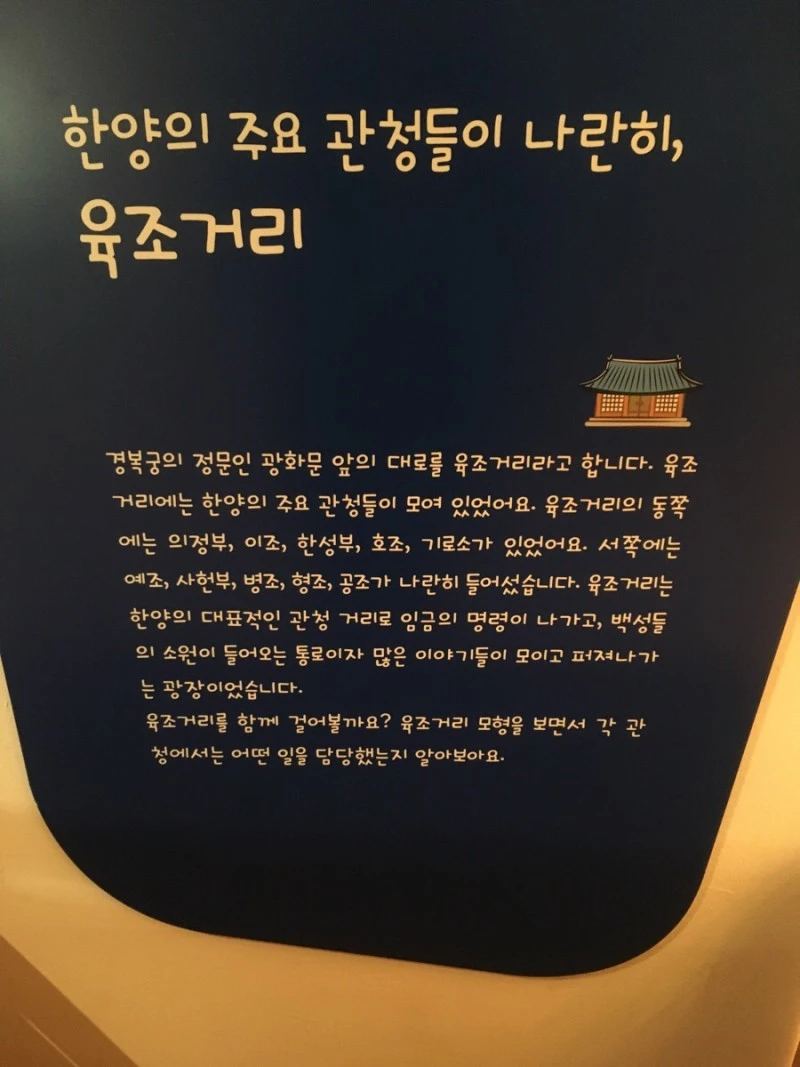 한양의 주요 관청들이 나란히,
육조거리
경복궁의 정문인 광화문 앞의 대로를 육조거리라고 합니다. 육조
거리에는 한양의 주요 관청들이 모여 있었어요. 육조거리의 동쪽
에는 의정부, 이조, 한성부, 호조, 기로소가 있었어요. 서쪽에는
예조, 사헌부, 병조, 형조, 공조가 나란히 들어섰습니다. 육조거리는
한양의 대표적인 관청 거리로 임금의 명령이 나가고, 백성들
의 소원이 들어오는 통로이자 많은 이야기들이 모이고 퍼져나가
는 광장이었습니다.
육조거리를 함께 걸어볼까요? 육조거리 모형을 보면서 각 관
청에서는 어떤 일을 담당했는지 알아보아요.